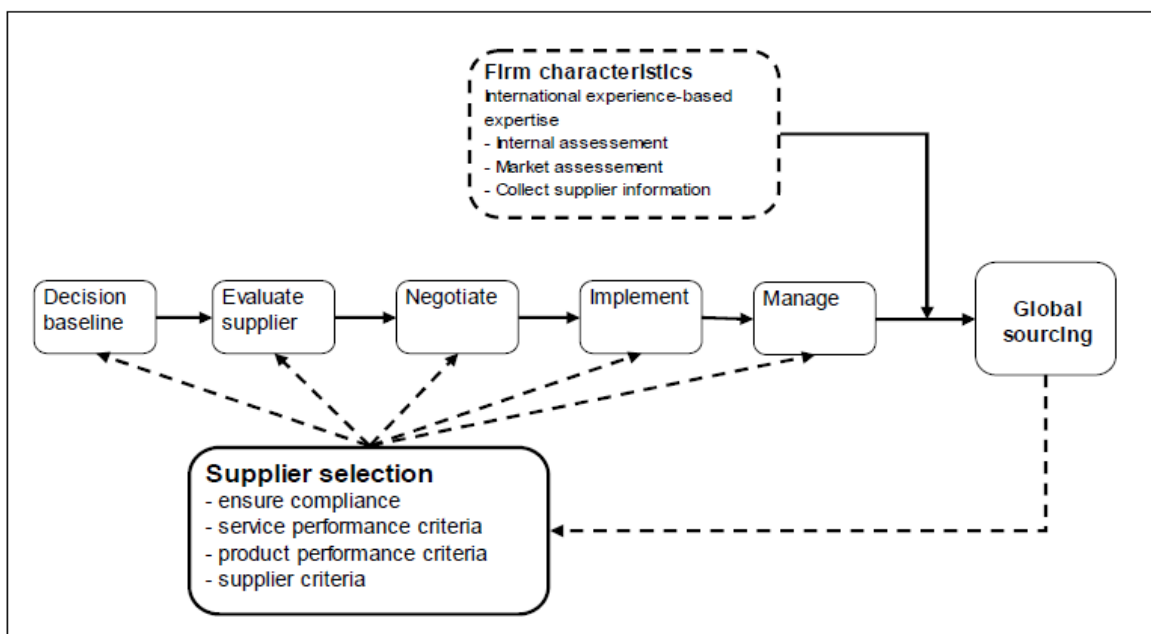 Firm characteristics
International experience-based
expertise
- Internal assessement
- Market assessement
- Collect supplier information
Decision
baseline
Evaluate
supplier
Negotiate
Implement
Manage
Global
sourcing
Supplier selection
- ensure compliance
- service performance criteria
- product performance criteria
- supplier criteria